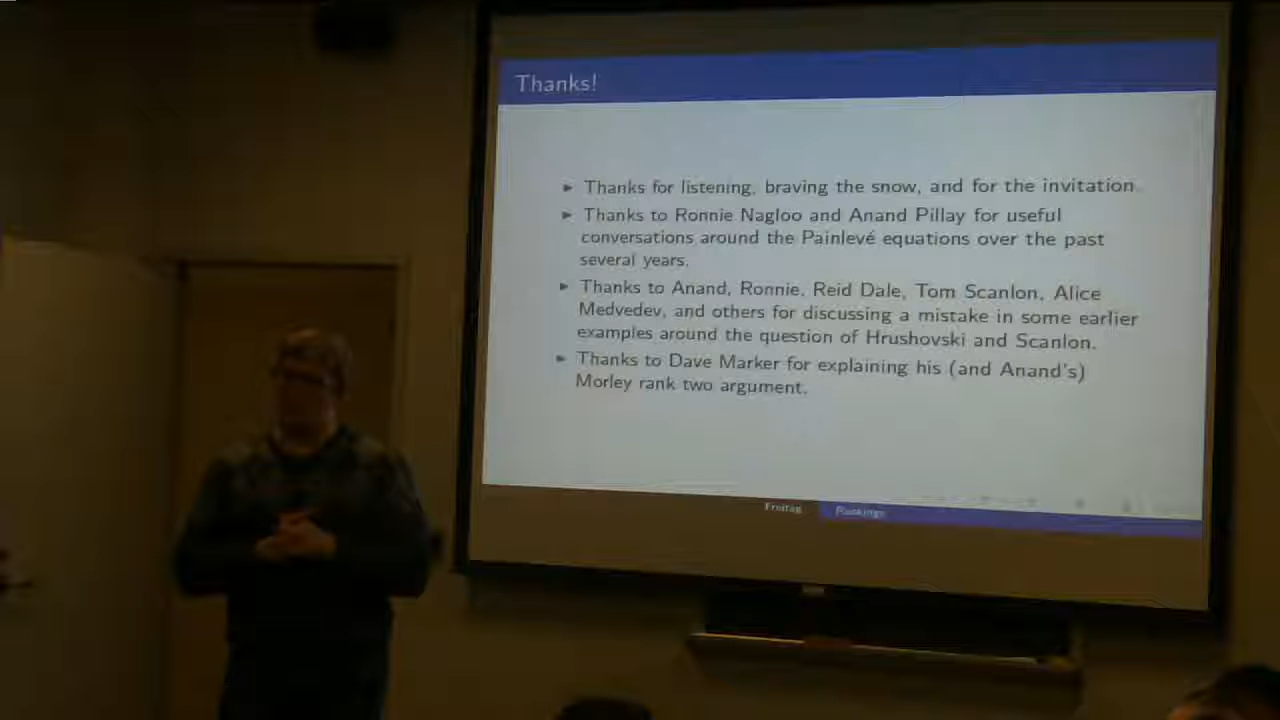 Thanks!
▶ Thanks for listening, braving the snow, and for the invitation.
▶ Thanks to Ronnie Nagloo and Anand Pillay for useful
conversations around the Painlevé equations over the past
several years.
▶ Thanks to Anand, Ronnie, Reid Dale, Tom Scanlon, Alice
Medvedev, and others for discussing a mistake in some earlier
examples around the question of Hrushovski and Scanlon.
▶ Thanks to Dave Marker for explaining his (and Anand's)
Morley rank two argument.
Freitag Rankings